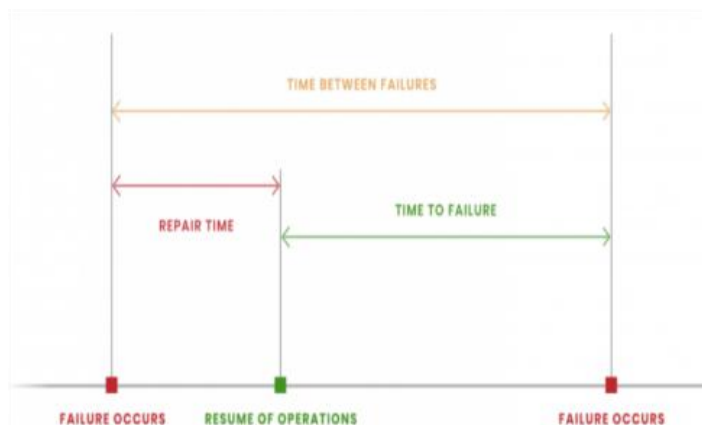 TIME BETWEEN FAILURES
TIME TO FAILURE
REPAIR TIME
FAILURE OCCURS
RESUME OF OPERATIONS
FAILURE OCCURS